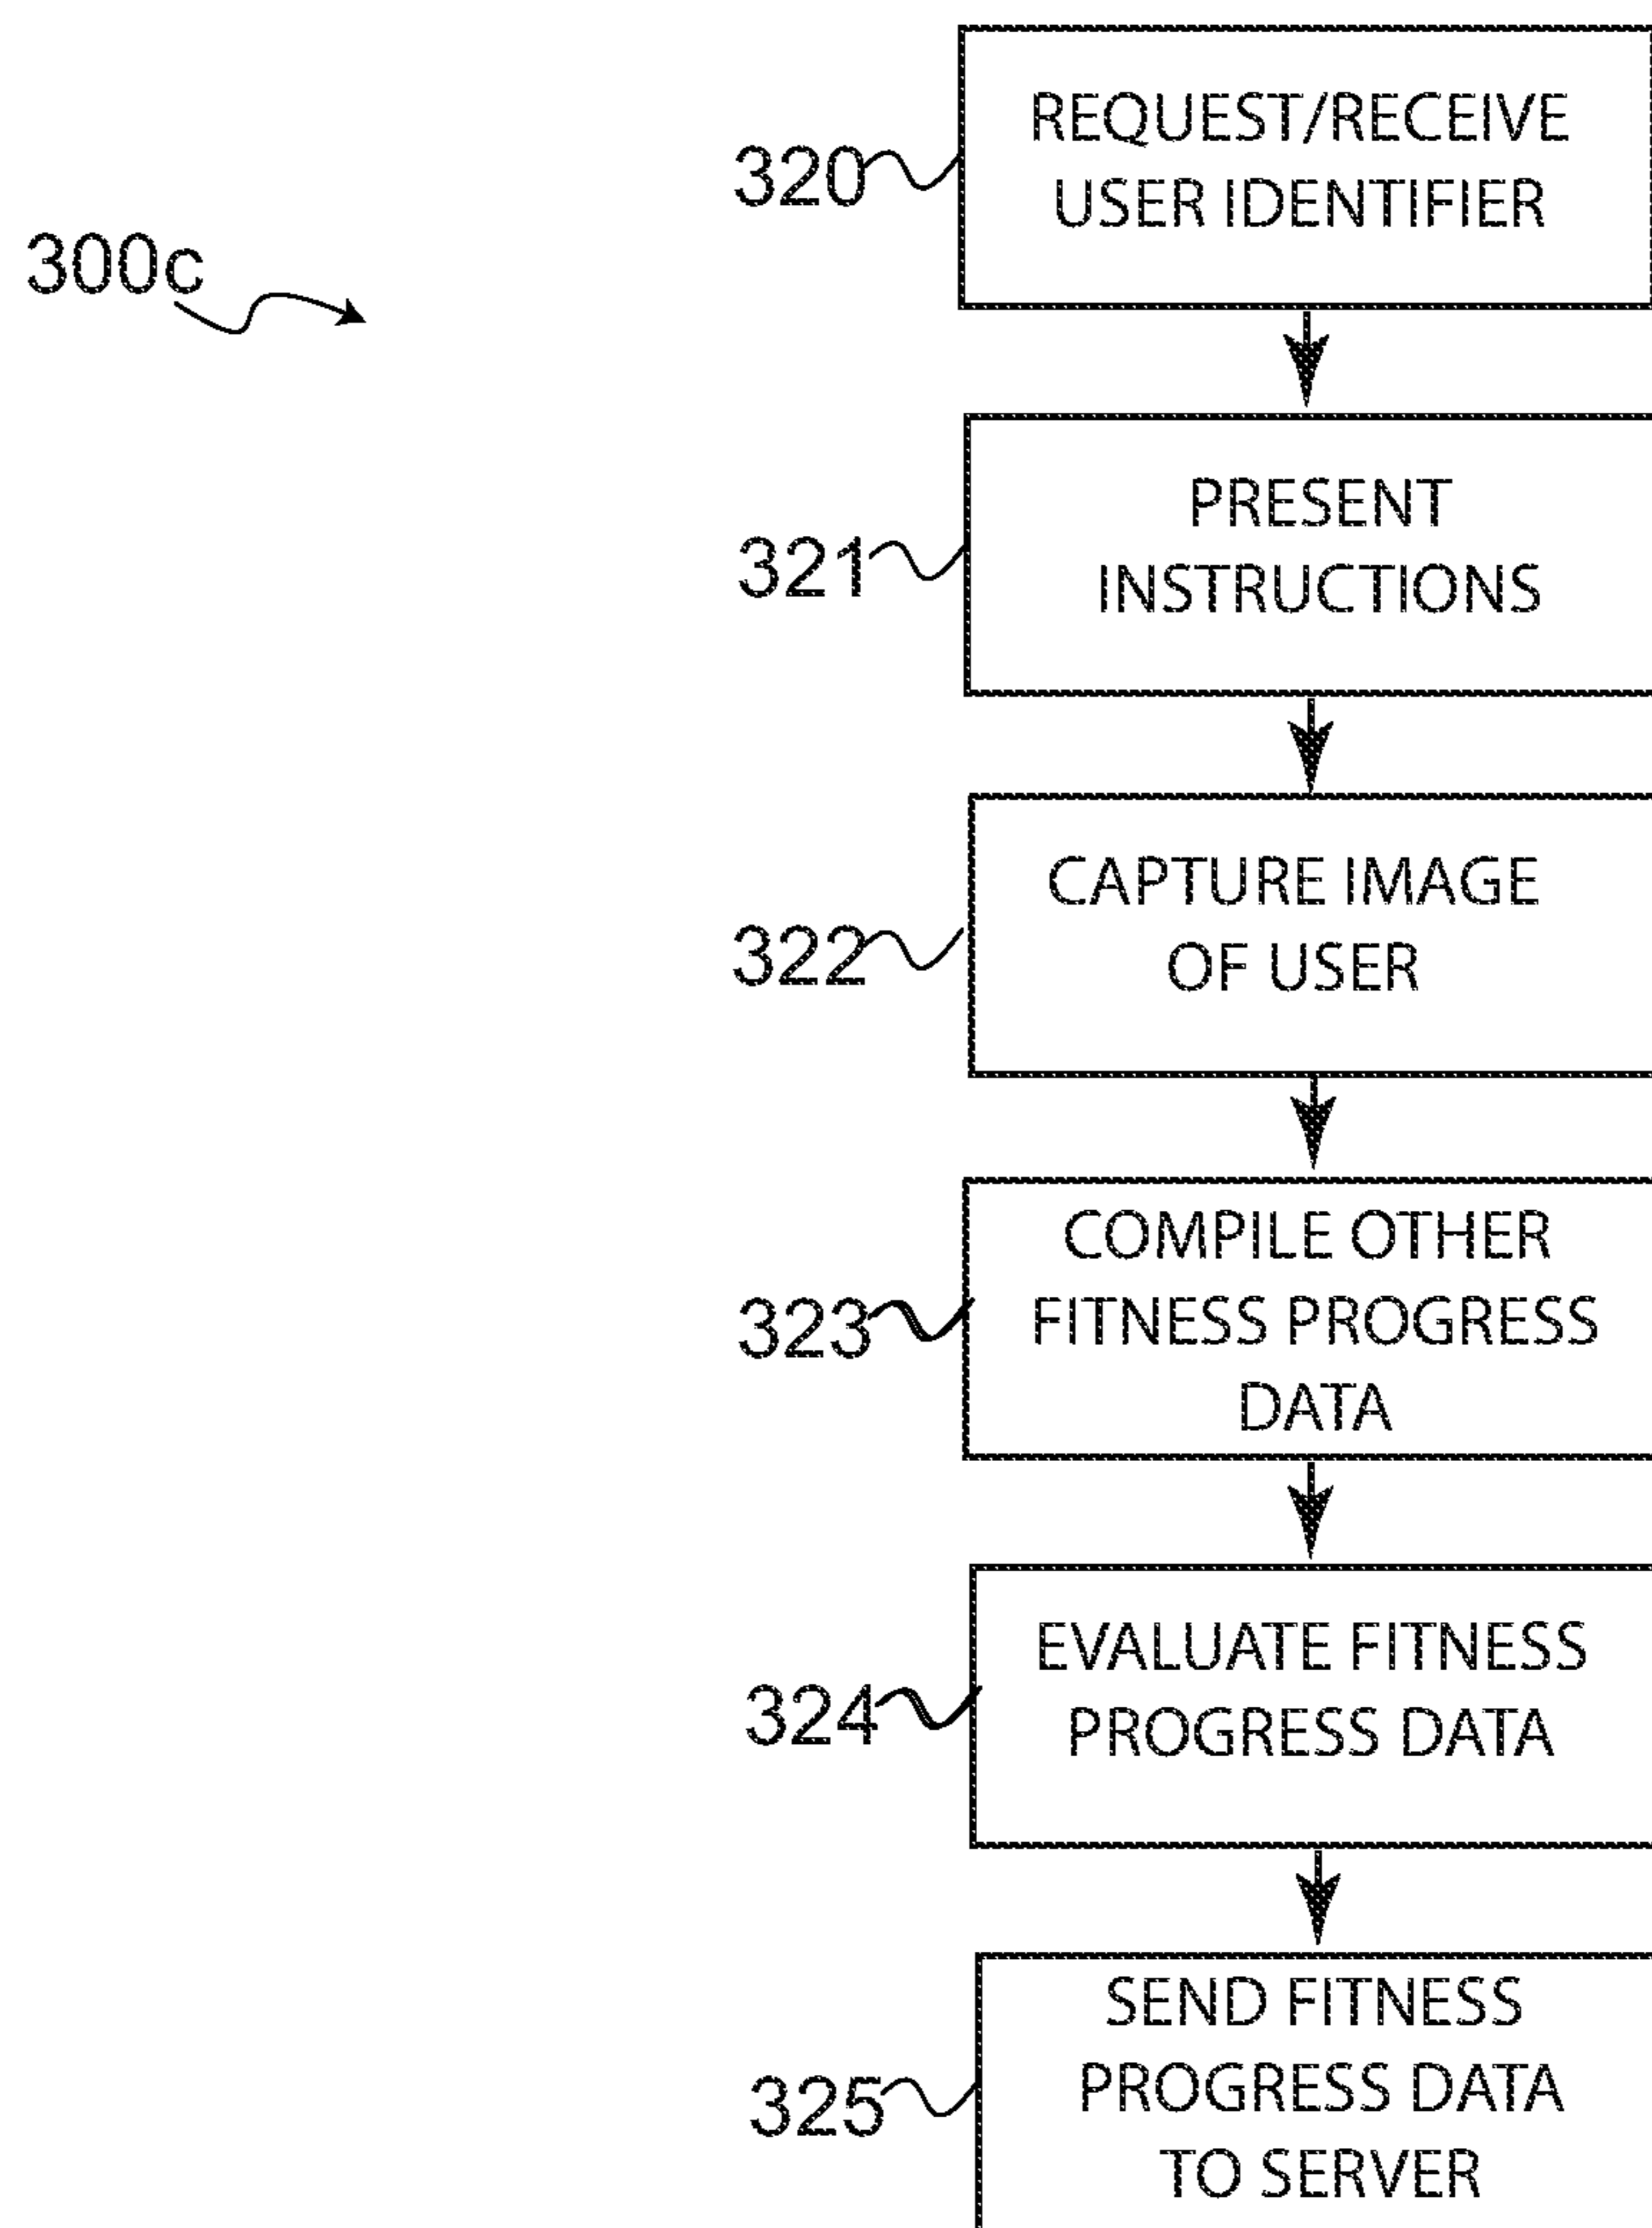 REQUEST/RECEIVE
USER IDENTIFIER
320
300c
PRESENT
INSTRUCTIONS
321
CAPTURE IMAGE
OF USER
322
COMPILE OTHER
FITNESS PROGRESS
DATA
323
EVALUATE FITNESS
PROGRESS DATA
324
SEND FITNESS
PROGRESS DATA
TO SERVER
325